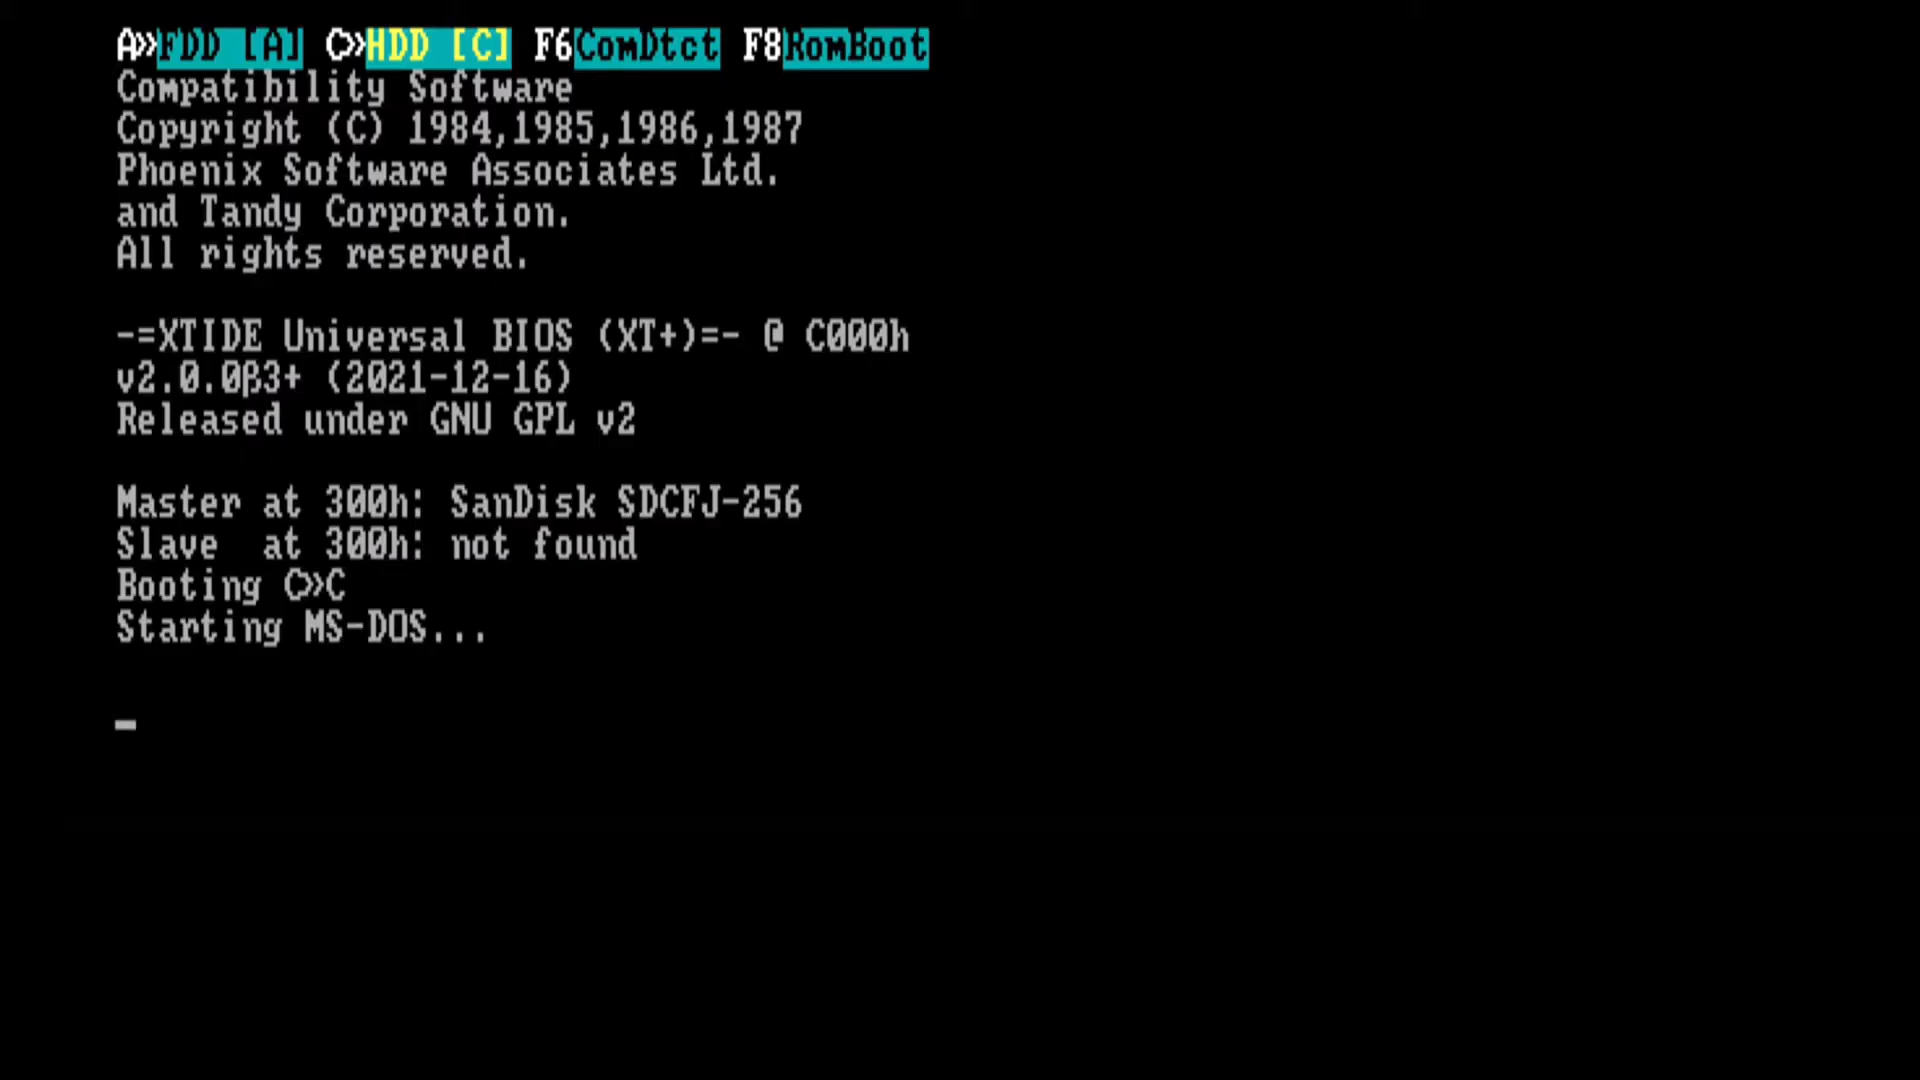 A»FDD [A] C»HDD [C] F6ComDtct F8RomBoot
Compatibility Software
Copyright (C) 1984,1985,1986,1987
Phoenix Software Associates Ltd.
and Tandy Corporation.
All rights reserved.
-=XTIDE Universal BIOS (XT+)=- @ C000h
v2.0.0β3+ (2021-12-16)
Released under GNU GPL v2
Master at 300h: SanDisk SDCFJ-256
Slave  at 300h: not found
Booting C»C
Starting MS-DOS...